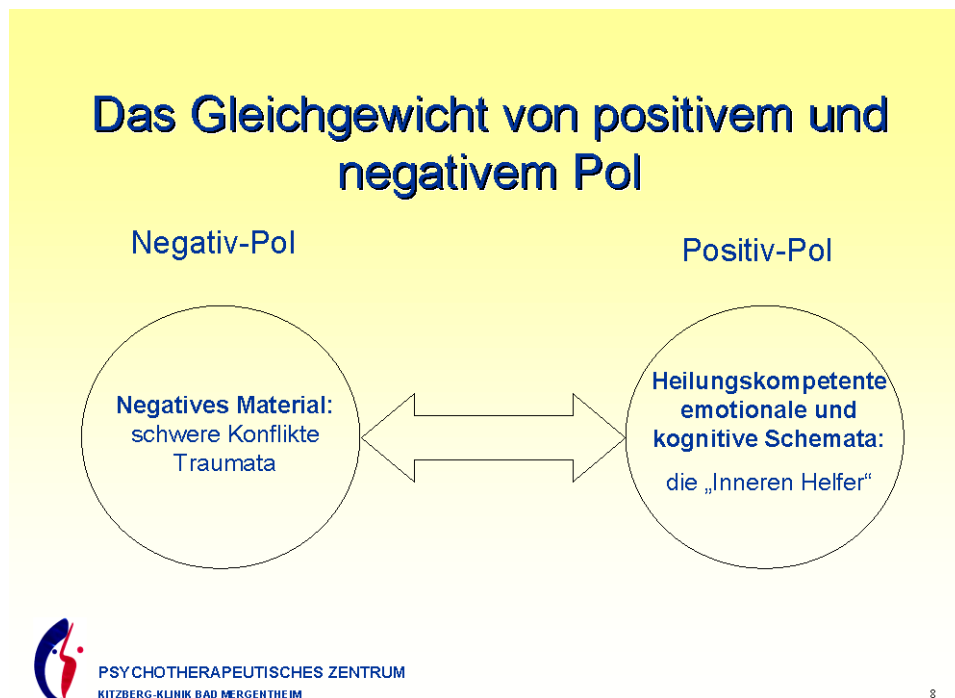 Das Gleichgewicht von positivem und
negativem Pol
Negativ-Pol
Positiv-Pol
Negatives Material:
schwere Konflikte
Traumata
Heilungskompetente
emotionale und
kognitive Schemata:
die „Inneren Helfer“
PSYCHOTHERAPEUTISCHES ZENTRUM
KITZBERG-KLINIK BAD MERGENTHEIM
8